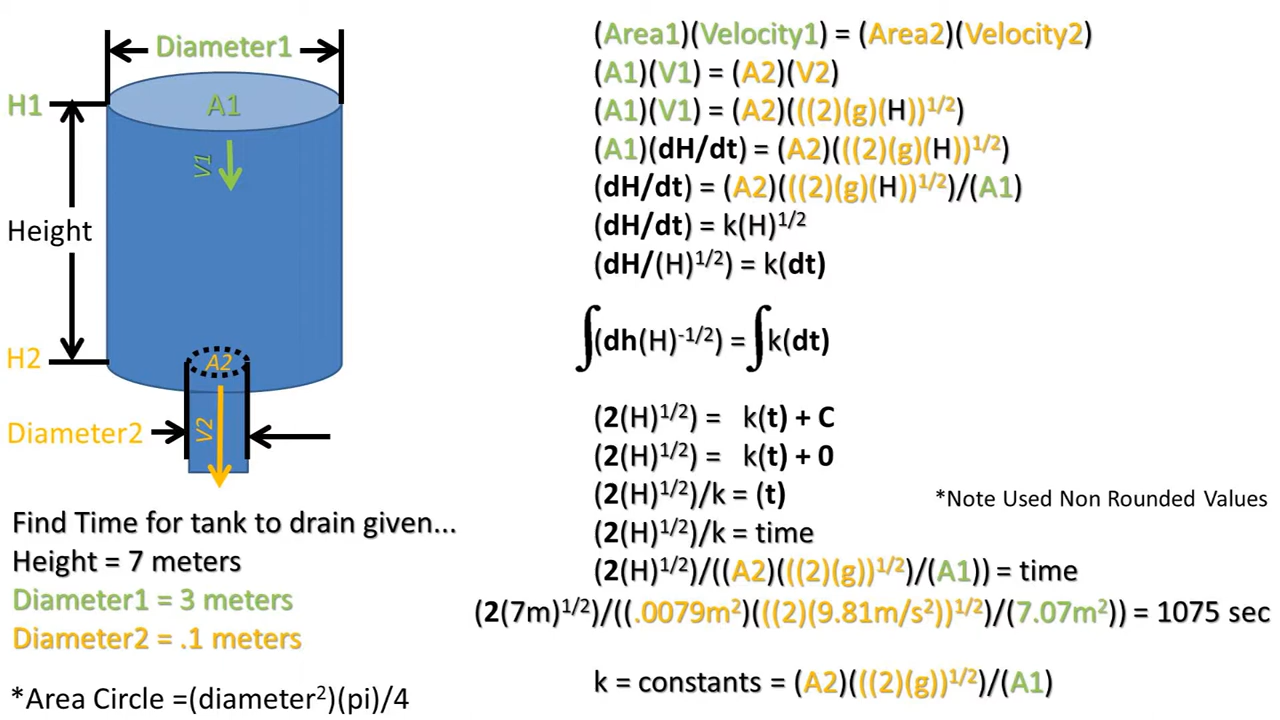 Diameter1
H1
A1
V1
Height
H2
A2
V2
Diameter2
Find Time for tank to drain given...
Height = 7 meters
Diameter1 = 3 meters
Diameter2 = .1 meters
*Area Circle =(diameter²)(pi)/4
(Area1)(Velocity1) = (Area2)(Velocity2)
(A1)(V1) = (A2)(V2)
(A1)(V1) = (A2)(((2)(g)(H))^1/2)
(A1)(dH/dt) = (A2)(((2)(g)(H))^1/2)
(dH/dt) = (A2)(((2)(g)(H))^1/2)/(A1)
(dH/dt) = k(H)^1/2
(dH/(H)^1/2) = k(dt)
∫(dh(H)^-1/2) = ∫k(dt)
(2(H)^1/2) = k(t) + C
(2(H)^1/2) = k(t) + 0
(2(H)^1/2)/k = (t)
*Note Used Non Rounded Values
(2(H)^1/2)/k = time
(2(H)^1/2)/((A2)(((2)(g))^1/2)/(A1)) = time
(2(7m)^1/2)/((.0079m²)(((2)(9.81m/s²))^1/2)/(7.07m²)) = 1075 sec
k = constants = (A2)(((2)(g))^1/2)/(A1)